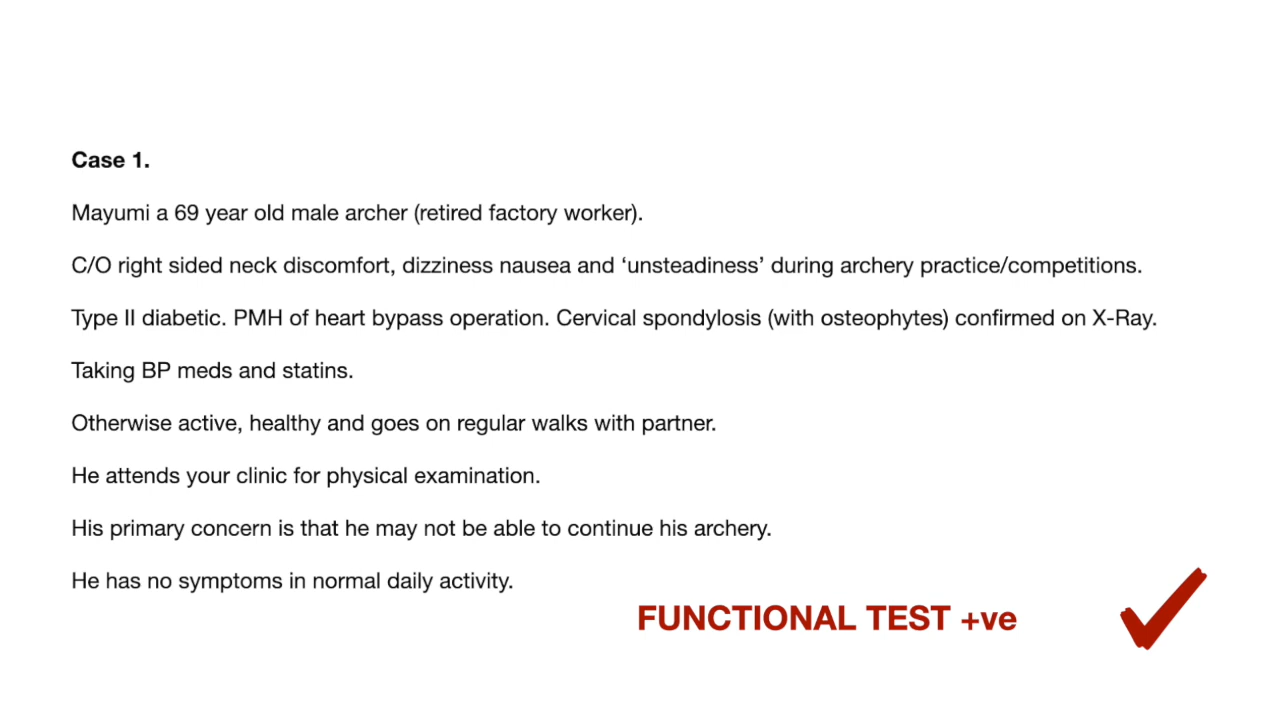 Case 1.
Mayumi a 69 year old male archer (retired factory worker).
C/O right sided neck discomfort, dizziness nausea and ‘unsteadiness’ during archery practice/competitions.
Type II diabetic. PMH of heart bypass operation. Cervical spondylosis (with osteophytes) confirmed on X-Ray.
Taking BP meds and statins.
Otherwise active, healthy and goes on regular walks with partner.
He attends your clinic for physical examination.
His primary concern is that he may not be able to continue his archery.
He has no symptoms in normal daily activity.
FUNCTIONAL TEST +ve